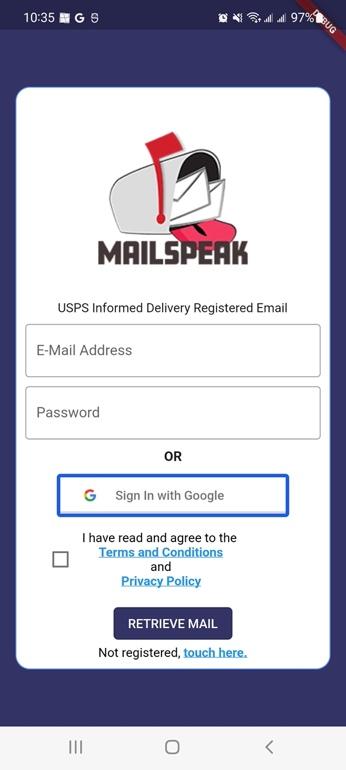 10:35
97%
DEBUG
MAILSPEAK
USPS Informed Delivery Registered Email
E-Mail Address
Password
OR
Sign In with Google
I have read and agree to the
Terms and Conditions
and
Privacy Policy
RETRIEVE MAIL
Not registered, touch here.